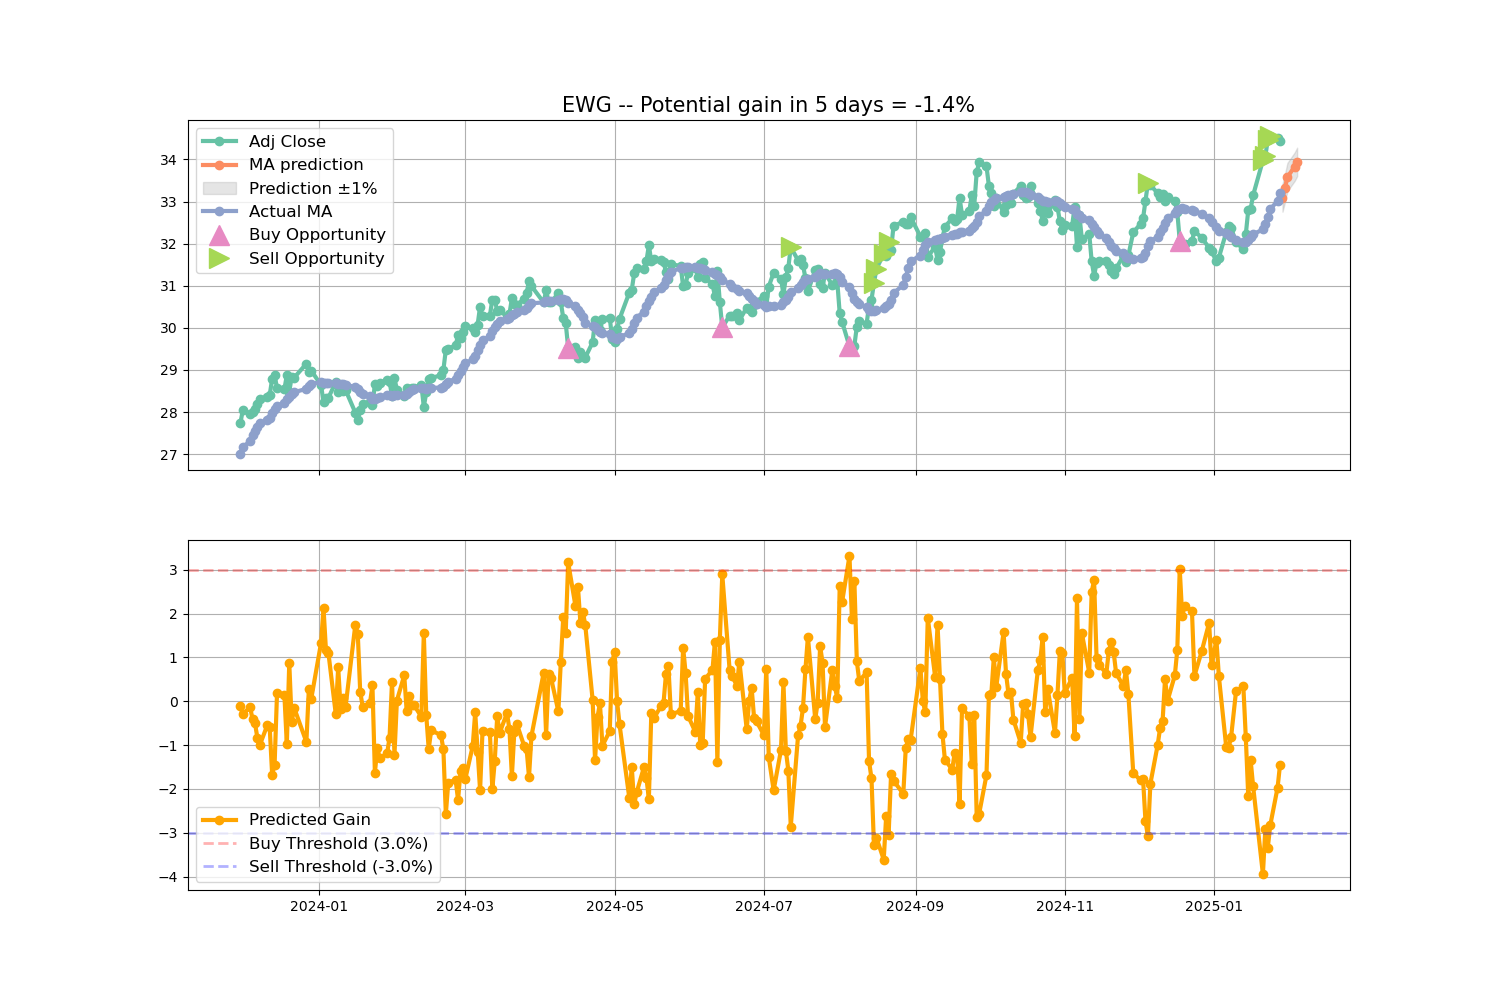 EWG -- Potential gain in 5 days = -1.4%
Adj Close
MA prediction
Prediction ±1%
Actual MA
Buy Opportunity
Sell Opportunity
34
33
32
31
30
29
28
27
3
2
1
0
−1
−2
−3
−4
Predicted Gain
Buy Threshold (3.0%)
Sell Threshold (-3.0%)
2024-01
2024-03
2024-05
2024-07
2024-09
2024-11
2025-01